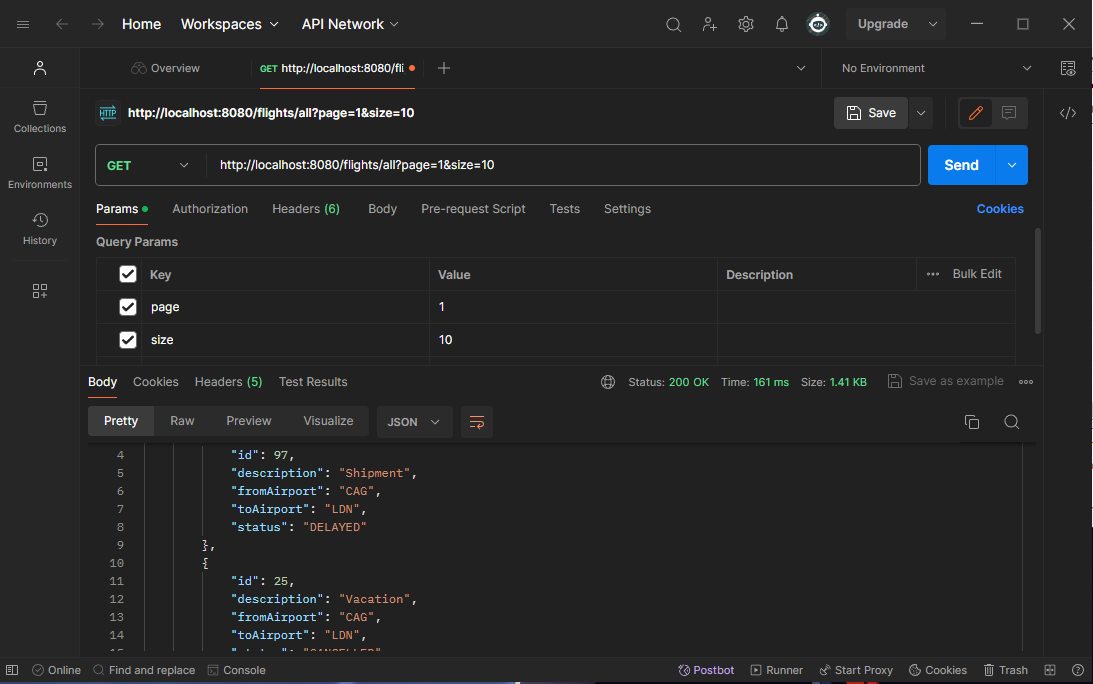 Home Workspaces API Network Upgrade
Overview GET http://localhost:8080/fli No Environment
HTTP http://localhost:8080/flights/all?page=1&size=10 Save
Collections
GET http://localhost:8080/flights/all?page=1&size=10 Send
Environments
Params Authorization Headers (6) Body Pre-request Script Tests Settings Cookies
History
Query Params
Key Value Description Bulk Edit
page 1
size 10
Body Cookies Headers (5) Test Results Status: 200 OK Time: 161 ms Size: 1.41 KB Save as example
Pretty Raw Preview Visualize JSON
4 "id": 97,
5 "description": "Shipment",
6 "fromAirport": "CAG",
7 "toAirport": "LDN",
8 "status": "DELAYED"
9 },
10 {
11 "id": 25,
12 "description": "Vacation",
13 "fromAirport": "CAG",
14 "toAirport": "LDN",
15 "status": "CANCELLED"
Online Find and replace Console Postbot Runner Start Proxy Cookies Trash